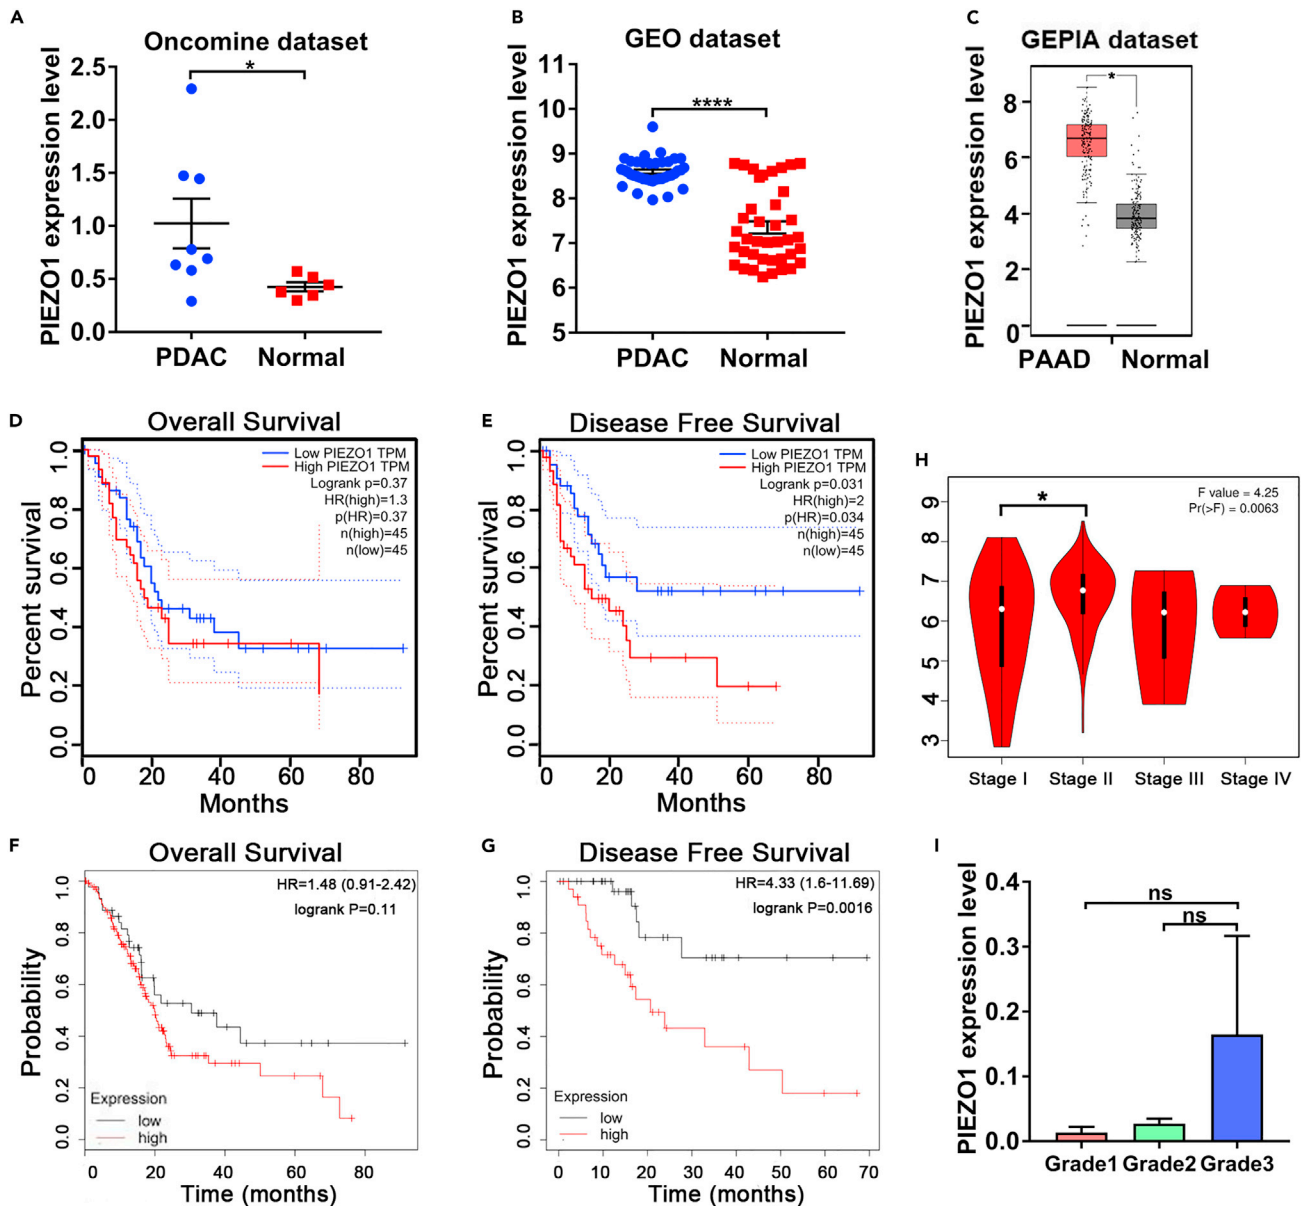 A
Oncomine dataset
PIEZO1 expression level
2.5
2.0
1.5
1.0
0.5
0.0
*
PDAC Normal
B
GEO dataset
PIEZO1 expression level
11
10
9
8
7
6
5
****
PDAC Normal
C
GEPIA dataset
PIEZO1 expression level
8
6
4
2
0
*
PAAD Normal
D
Overall Survival
Percent survival
1.0
0.8
0.6
0.4
0.2
0.0
Low PIEZO1 TPM
High PIEZO1 TPM
Logrank p=0.37
HR(high)=1.3
p(HR)=0.37
n(high)=45
n(low)=45
0 20 40 60 80
Months
E
Disease Free Survival
Percent survival
1.0
0.8
0.6
0.4
0.2
0.0
Low PIEZO1 TPM
High PIEZO1 TPM
Logrank p=0.031
HR(high)=2
p(HR)=0.034
n(high)=45
n(low)=45
0 20 40 60 80
Months
H
9
8
7
6
5
4
3
*
F value = 4.25
Pr(>F) = 0.0063
Stage I Stage II Stage III Stage IV
F
Overall Survival
Probability
1.0
0.8
0.6
0.4
0.2
0.0
HR=1.48 (0.91-2.42)
logrank P=0.11
Expression
low
high
0 20 40 60 80
Time (months)
G
Disease Free Survival
Probability
1.0
0.8
0.6
0.4
0.2
0.0
HR=4.33 (1.6-11.69)
logrank P=0.0016
Expression
low
high
0 10 20 30 40 50 60 70
Time (months)
I
PIEZO1 expression level
0.4
0.3
0.2
0.1
0.0
ns
ns
Grade1 Grade2 Grade3